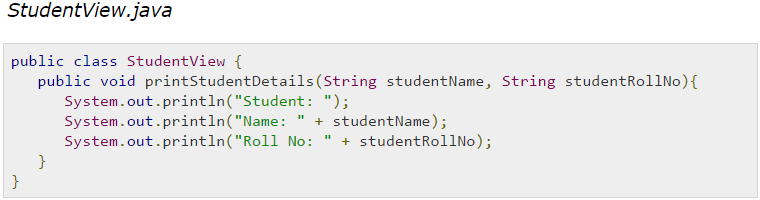 StudentView.java
public class StudentView {
   public void printStudentDetails(String studentName, String studentRollNo){
      System.out.println("Student: ");
      System.out.println("Name: " + studentName);
      System.out.println("Roll No: " + studentRollNo);
   }
}